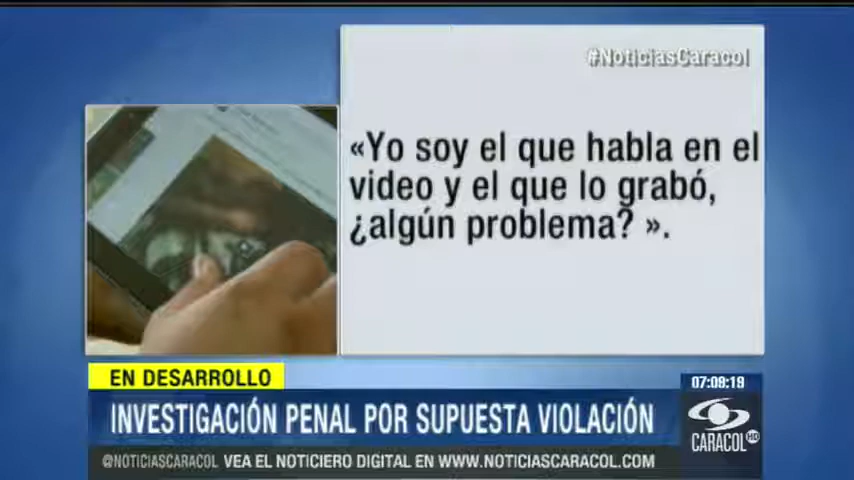 #NoticiasCaracol
«Yo soy el que habla en el
video y el que lo grabó,
¿algún problema? ».
EN DESARROLLO
07:09:19
INVESTIGACIÓN PENAL POR SUPUESTA VIOLACIÓN
CARACOL HD
@NOTICIASCARACOL VEA EL NOTICIERO DIGITAL EN WWW.NOTICIASCARACOL.COM